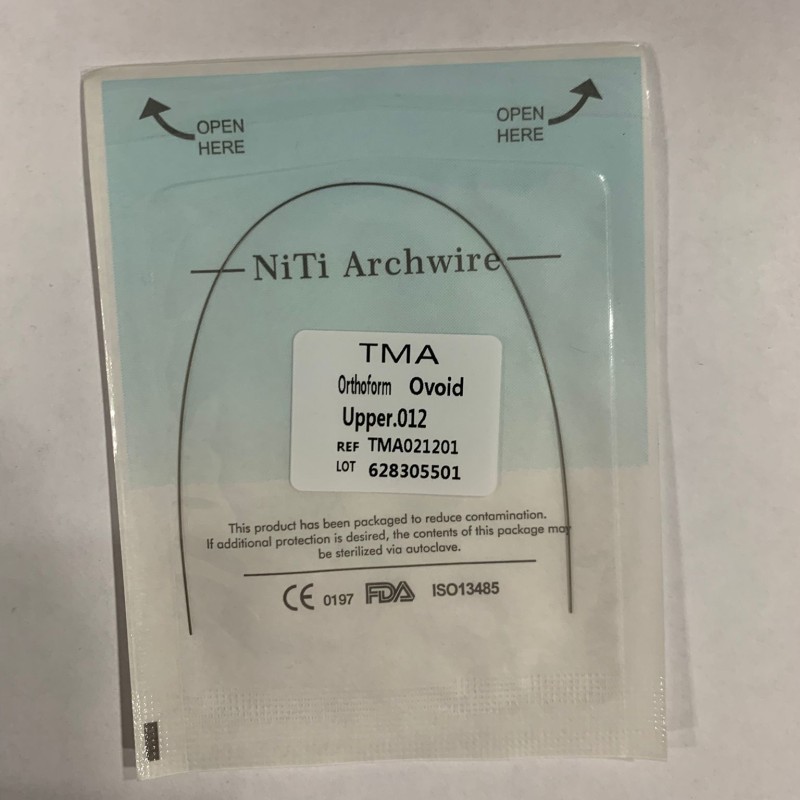 OPEN HERE
OPEN HERE
NiTi Archwire
TMA
Orthoform Ovoid
Upper.012
REF TMA021201
LOT 628305501
This product has been packaged to reduce contamination.
If additional protection is desired, the contents of this package may
be sterilized via autoclave.
CE 0197 FDA ISO13485